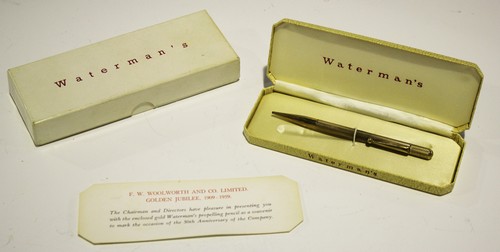 Waterman's
Waterman's
Waterman's
F. W. WOOLWORTH AND CO. LIMITED.
GOLDEN JUBILEE. 1909 - 1959.
The Chairman and Directors have pleasure in presenting you
with the enclosed gold Waterman's propelling pencil as a souvenir
to mark the occasion of the 50th Anniversary of the Company.